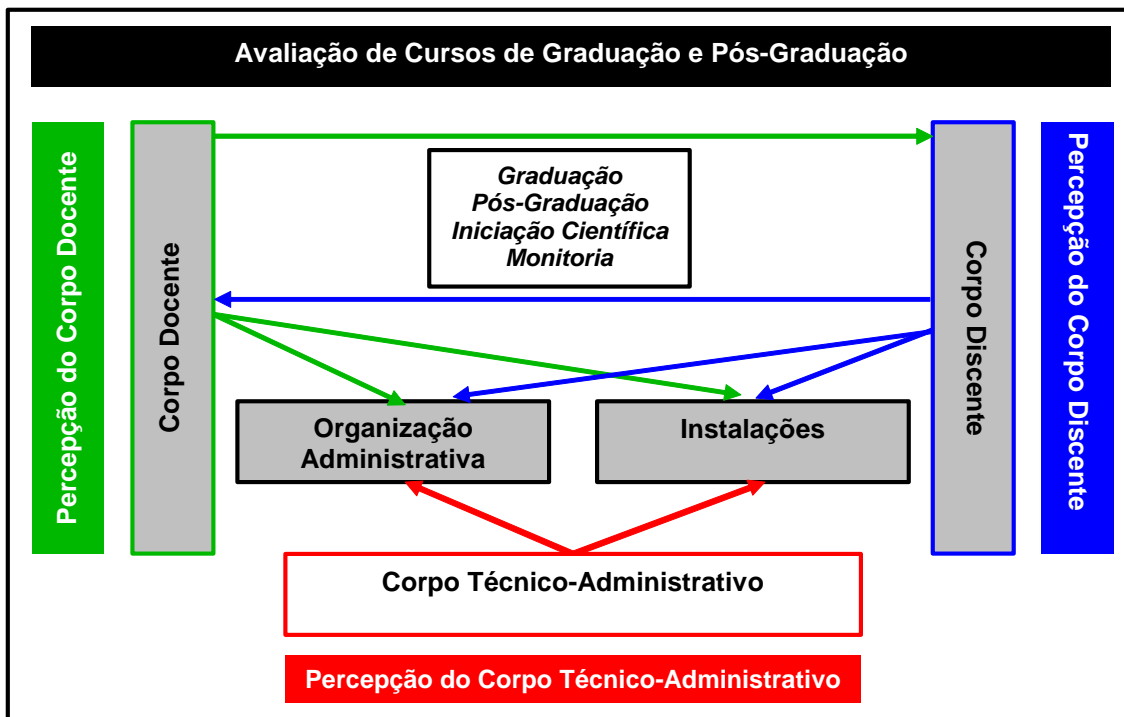 Avaliação de Cursos de Graduação e Pós-Graduação
Percepção do Corpo Docente
Corpo Docente
Graduação
Pós-Graduação
Iniciação Científica
Monitoria
Corpo Discente
Percepção do Corpo Discente
Organização
Administrativa
Instalações
Corpo Técnico-Administrativo
Percepção do Corpo Técnico-Administrativo